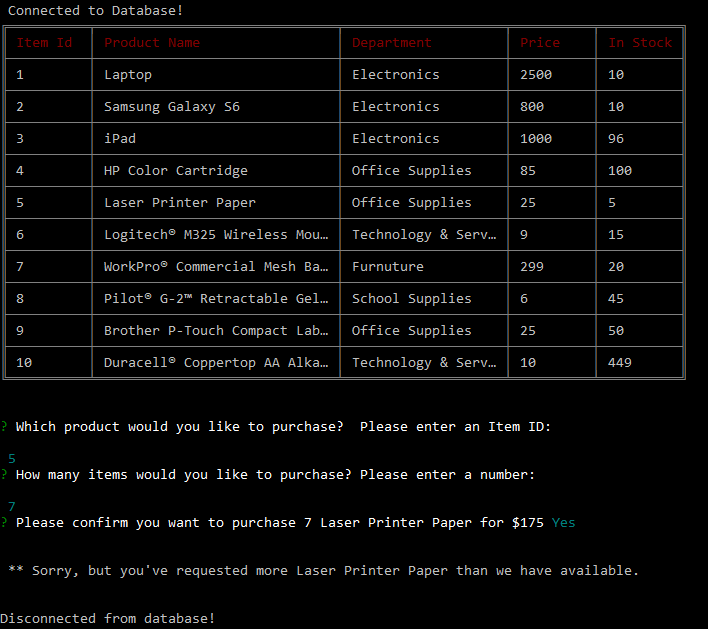 Connected to Database!
Item Id Product Name Department Price In Stock
1 Laptop Electronics 2500 10
2 Samsung Galaxy S6 Electronics 800 10
3 iPad Electronics 1000 96
4 HP Color Cartridge Office Supplies 85 100
5 Laser Printer Paper Office Supplies 25 5
6 Logitech® M325 Wireless Mou… Technology & Serv… 9 15
7 WorkPro® Commercial Mesh Ba… Furnuture 299 20
8 Pilot® G-2™ Retractable Gel… School Supplies 6 45
9 Brother P-Touch Compact Lab… Office Supplies 25 50
10 Duracell® Coppertop AA Alka… Technology & Serv… 10 449
? Which product would you like to purchase?  Please enter an Item ID:
5
? How many items would you like to purchase? Please enter a number:
7
? Please confirm you want to purchase 7 Laser Printer Paper for $175 Yes
** Sorry, but you've requested more Laser Printer Paper than we have available.
Disconnected from database!